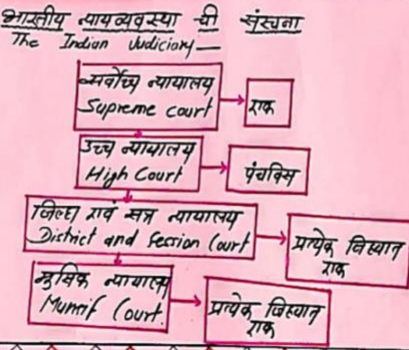 भारतीय न्यायव्यवस्था ची संरचना
The Indian Judiciary —
सर्वोच्च न्यायालय
Supreme court
एक
उच्च न्यायालय
High Court
पंचविस
जिल्हा एवं सत्र न्यायालय
District and Session Court
प्रत्येक जिल्ह्यात
एक
मुन्सिफ न्यायालय
Munsif Court.
प्रत्येक जिल्ह्यात
एक